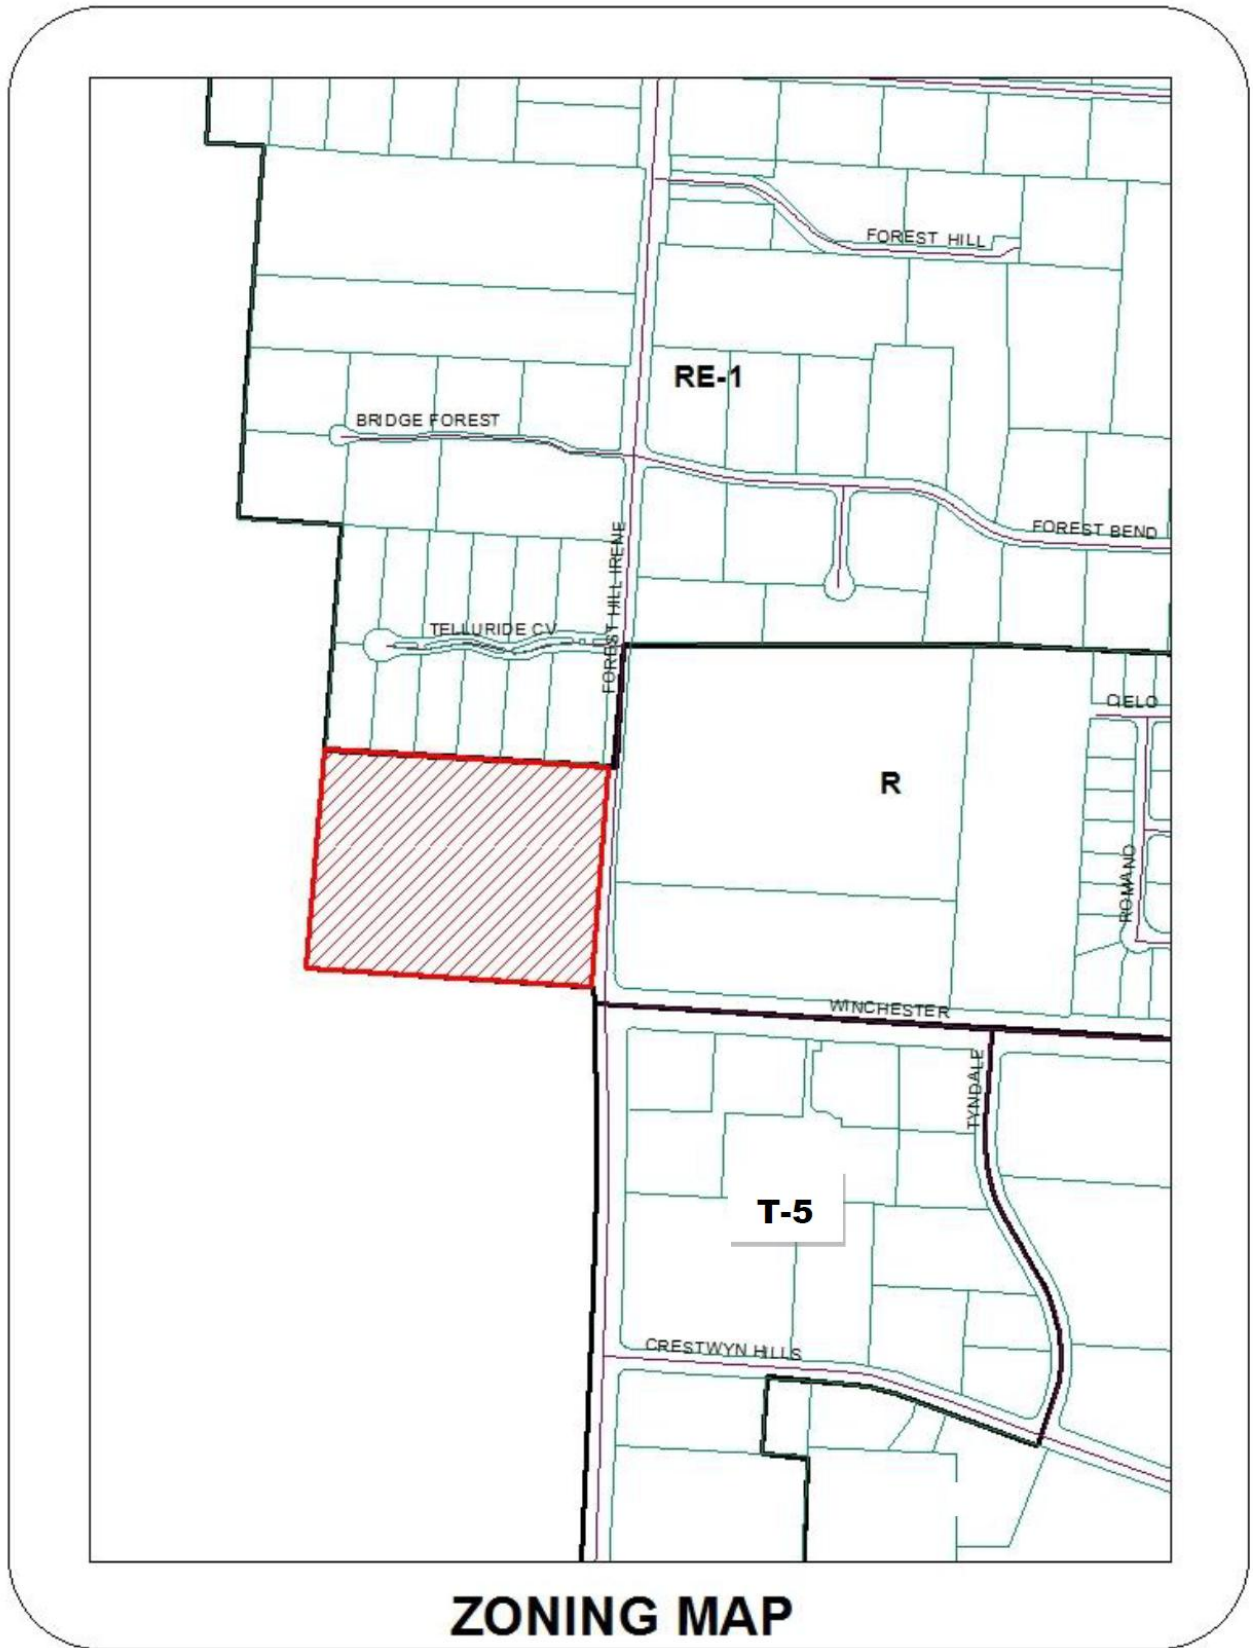 FOREST HILL
RE-1
BRIDGE FOREST
FOREST BEND
FOREST HILL IRENE
TELLURIDE CV
CIELO
R
ROMANO
WINCHESTER
TYNDALE
T-5
CRESTWYN HILLS
ZONING MAP